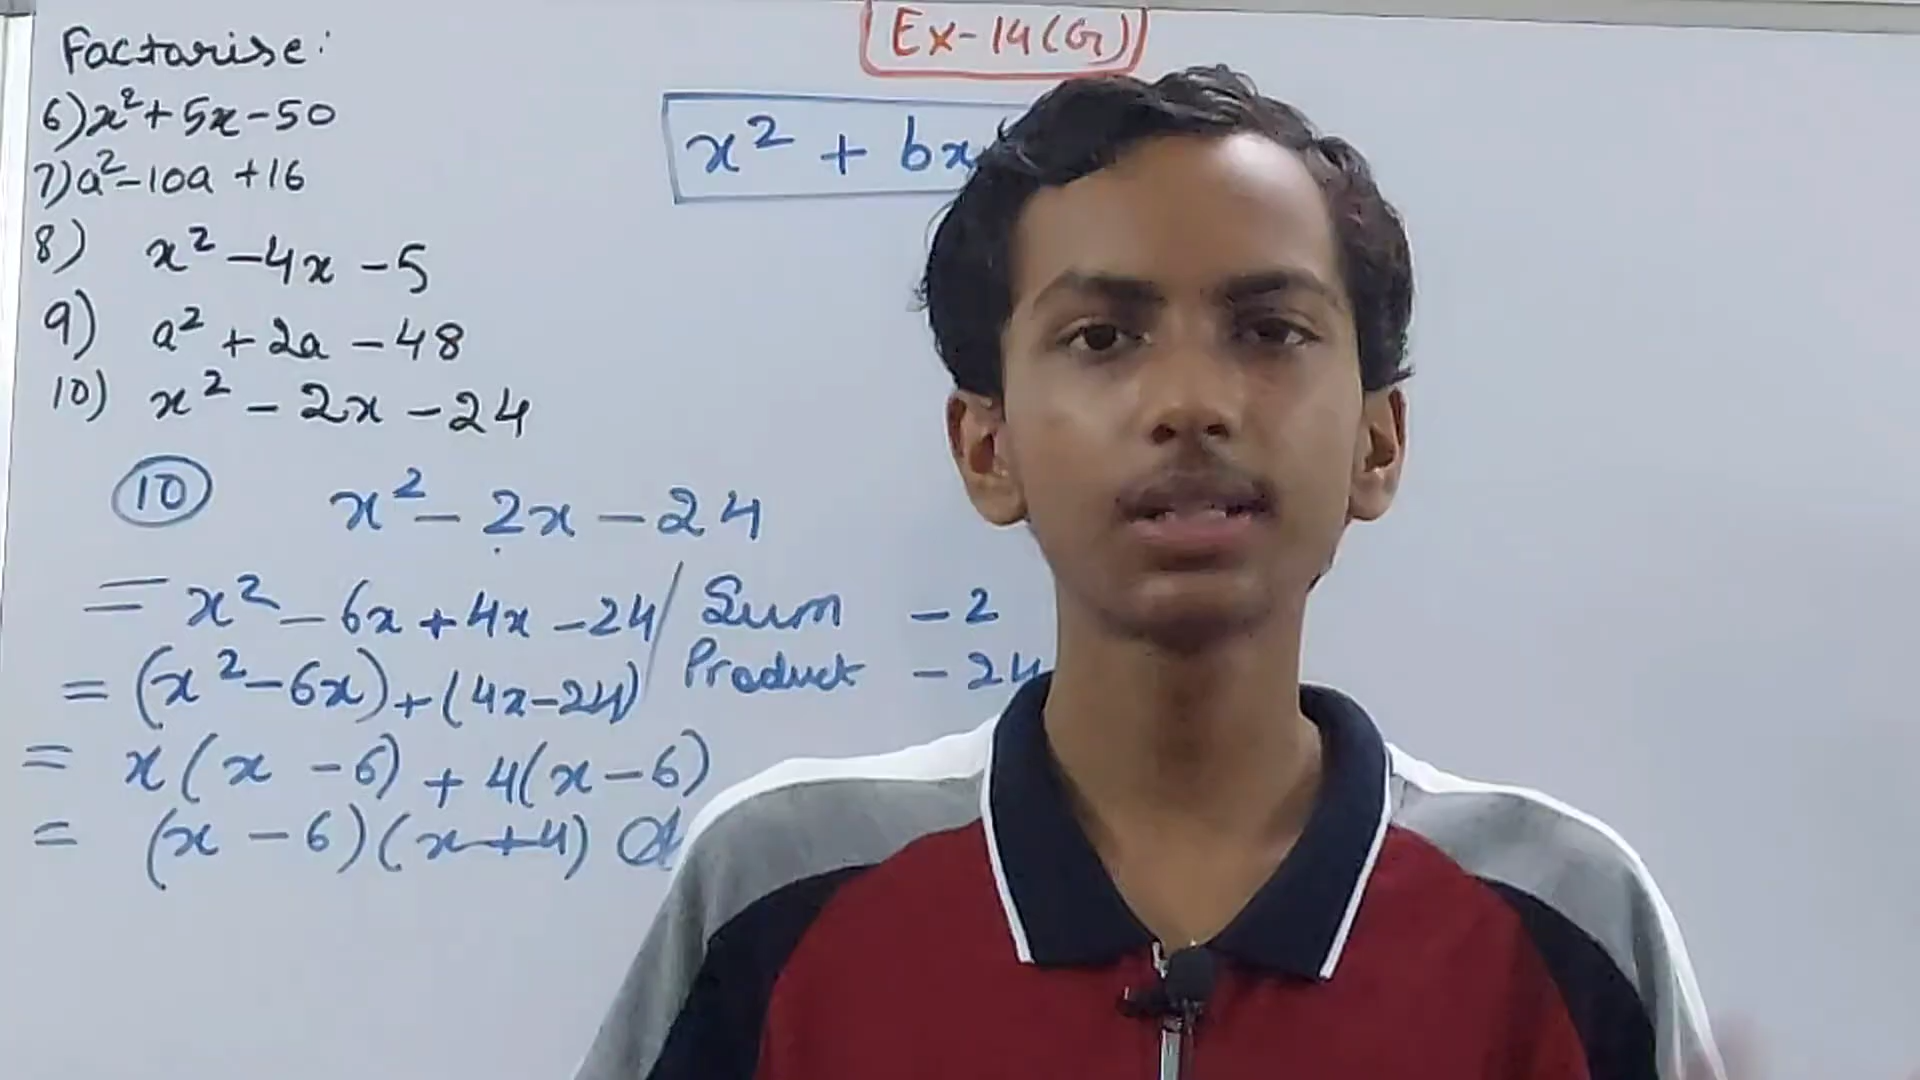 Factorise:
6) x² + 5x - 50
7) a² - 10a + 16
8) x² - 4x - 5
9) a² + 2a - 48
10) x² - 2x - 24
Ex-14(G)
x² + bx
10 x² - 2x - 24
= x² - 6x + 4x - 24 / Sum - 2
= (x² - 6x) + (4x - 24) Product - 24
= x(x - 6) + 4(x - 6)
= (x - 6)(x + 4)